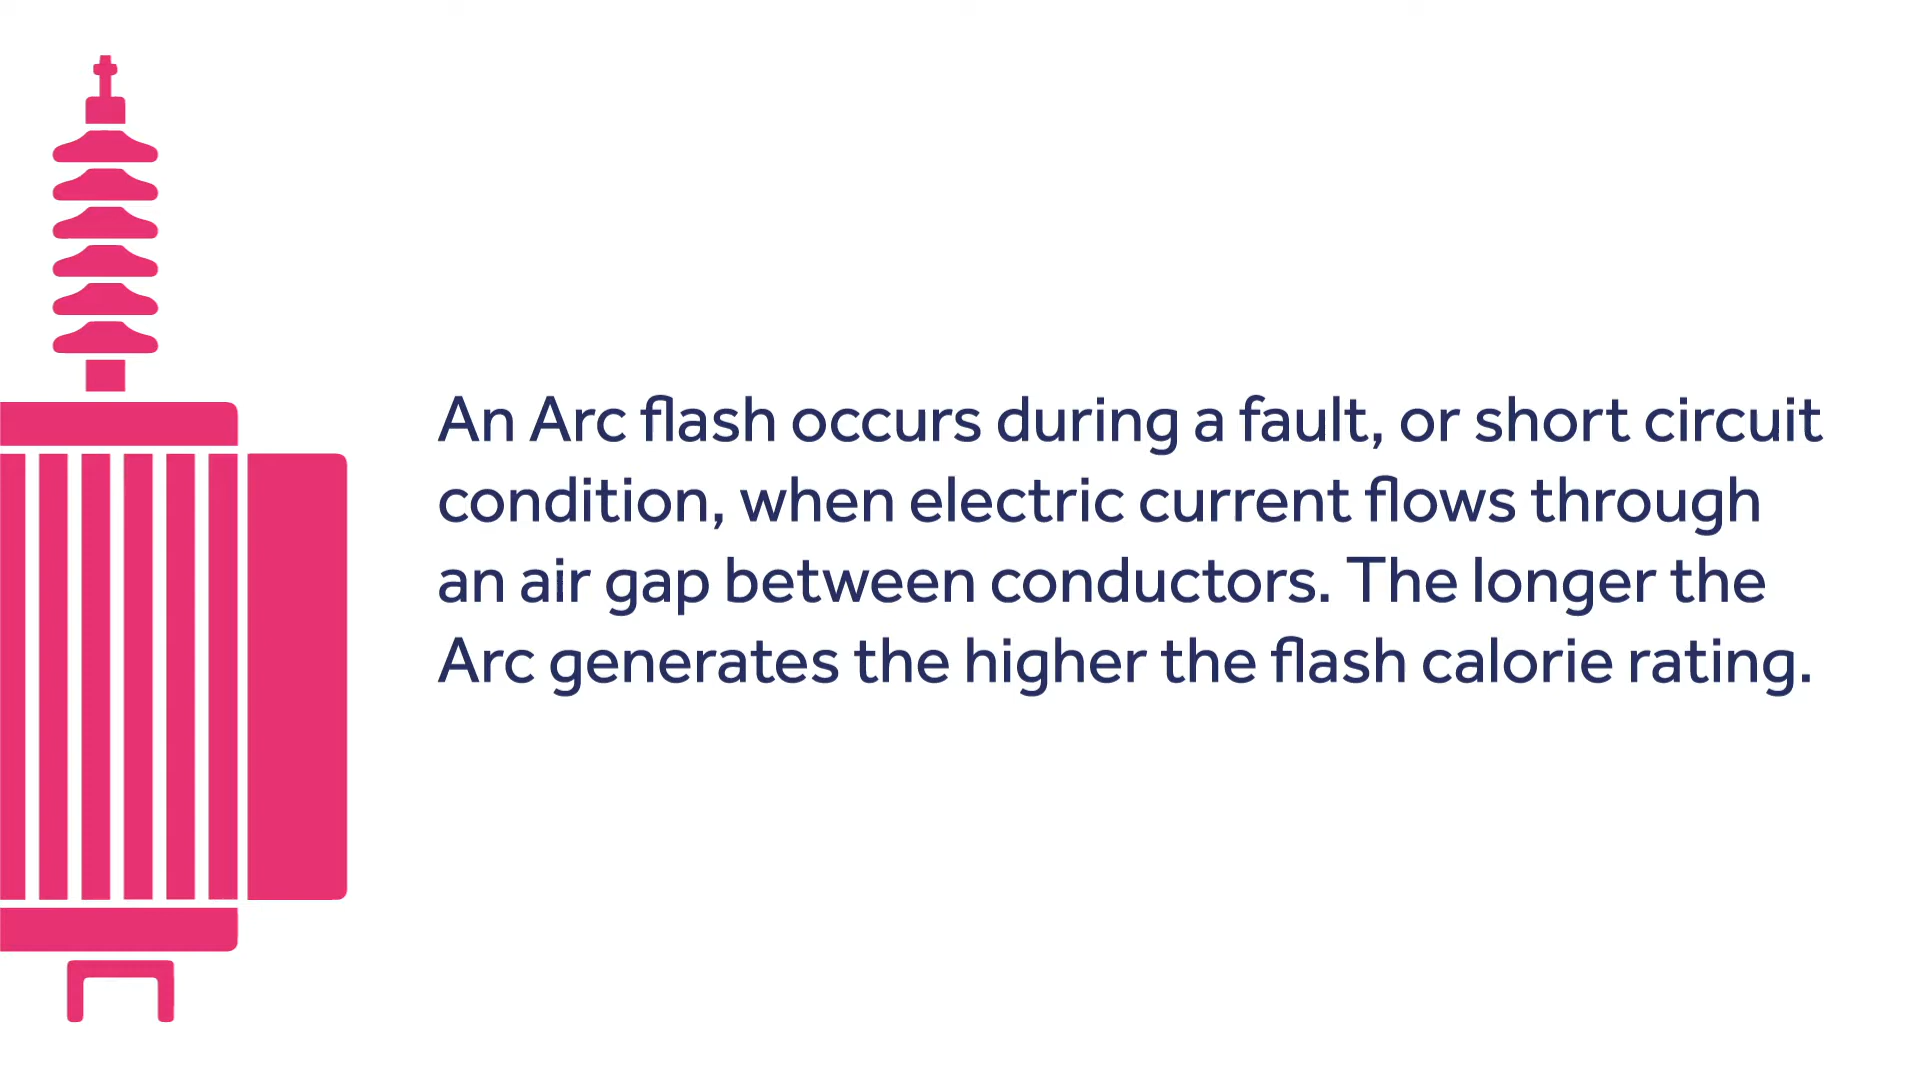 An Arc flash occurs during a fault, or short circuit
condition, when electric current flows through
an air gap between conductors. The longer the
Arc generates the higher the flash calorie rating.